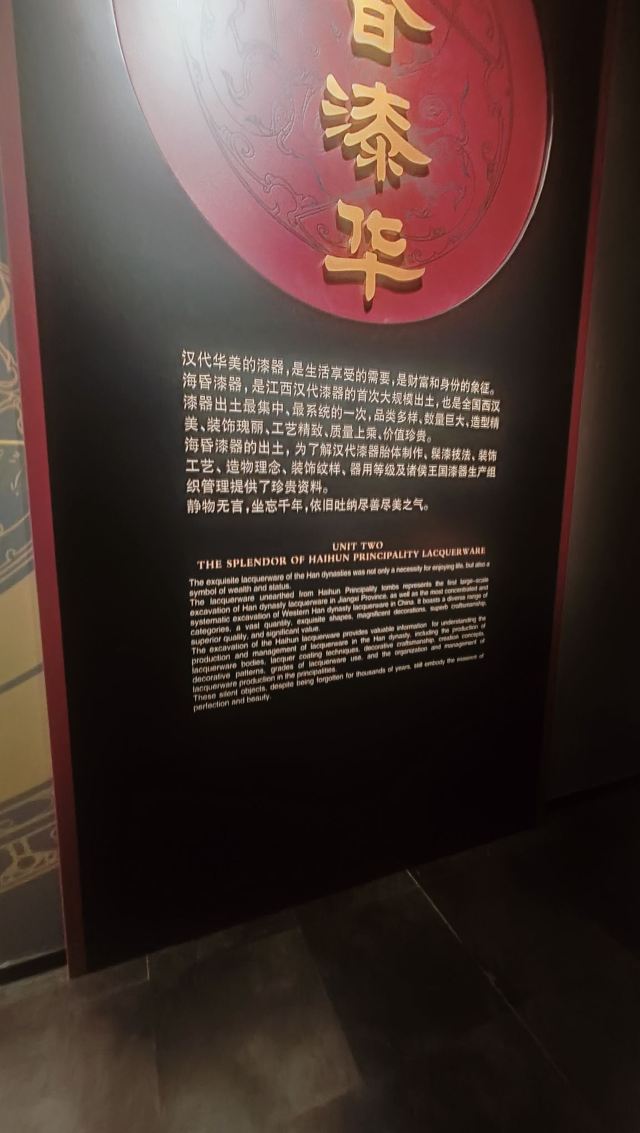 漆
华
汉代华美的漆器，是生活享受的需要，是财富和身份的象征。
海昏漆器，是江西汉代漆器的首次大规模出土，也是全国西汉
漆器出土最集中、最系统的一次，品类多样、数量巨大、造型精
美、装饰瑰丽、工艺精致、质量上乘、价值珍贵。
海昏漆器的出土，为了解汉代漆器胎体制作、髹漆技法、装饰
工艺、造物理念、装饰纹样、器用等级及诸侯王国漆器生产组
织管理提供了珍贵资料。
静物无言，坐忘千年，依旧吐纳尽善尽美之气。
UNIT TWO
THE SPLENDOR OF HAIHUN PRINCIPALITY LACQUERWARE
The exquisite lacquerware of the Han dynasties was not only a necessity for enjoying life, but also a
symbol of wealth and status.
The lacquerware unearthed from Haihun Principality tombs represents the first large-scale
excavation of Han dynasty lacquerware in Jiangxi Province, as well as the most concentrated and
systematic excavation of Western Han dynasty lacquerware in China. It boasts a diverse range of
categories, a vast quantity, exquisite shapes, magnificent decorations, superb craftsmanship,
superior quality, and significant value.
The excavation of the Haihun lacquerware provides valuable information for understanding the
production and management of lacquerware in the Han dynasty, including the production of
lacquerware bodies, lacquer coating techniques, decorative craftsmanship, creation concepts,
decorative patterns, grades of lacquerware use, and the organization and management of
lacquerware production in the principalities.
These silent objects, despite being forgotten for thousands of years, still embody the essence of
perfection and beauty.